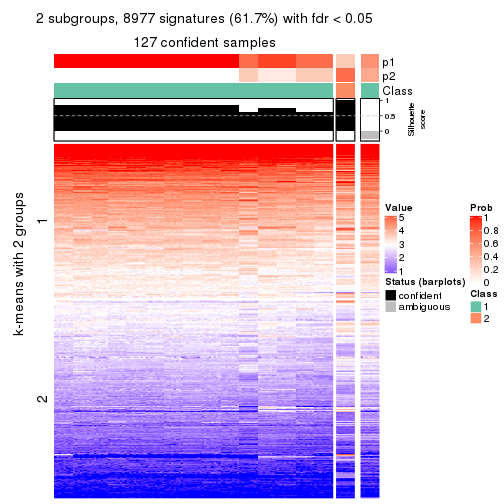 2 subgroups, 8977 signatures (61.7%) with fdr < 0.05
127 confident samples
p1
p2
Class
1
0.5
0
Silhouette
score
k-means with 2 groups
1
2
Value
5
4
3
2
1
Prob
1
0.8
0.6
0.4
0.2
0
Status (barplots)
confident
ambiguous
Class
1
2